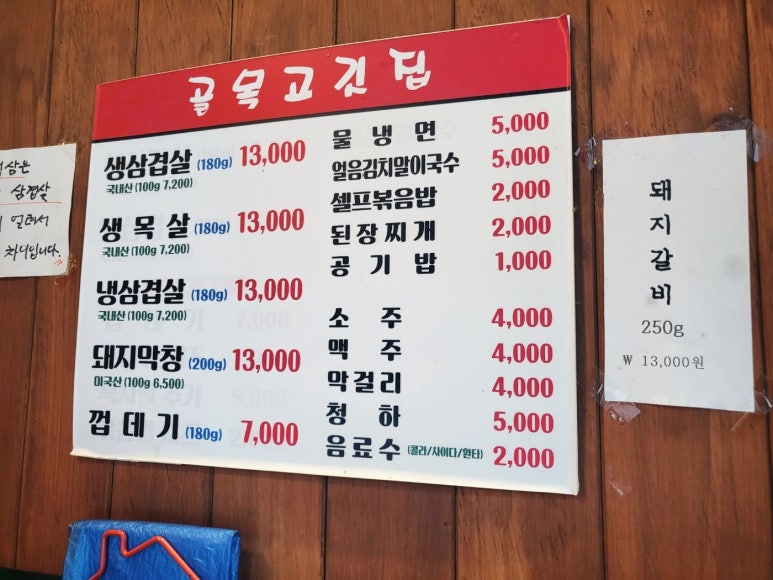 골목고깃집
생삼겹살 (180g) 13,000
국내산 (100g 7,200)
생목살 (180g) 13,000
국내산 (100g 7,200)
냉삼겹살 (180g) 13,000
국내산 (100g 7,200)
돼지막창 (200g) 13,000
미국산 (100g 6,500)
껍데기 (180g) 7,000
물냉면 5,000
얼음김치말이국수 5,000
셀프볶음밥 2,000
된장찌개 2,000
공기밥 1,000
소주 4,000
맥주 4,000
막걸리 4,000
청하 5,000
음료수 (콜라/사이다/환타) 2,000
돼지갈비
250g
₩ 13,000원
삼겹살
차니입니다.